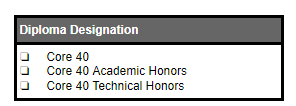 Diploma Designation
❑ Core 40
❑ Core 40 Academic Honors
❑ Core 40 Technical Honors